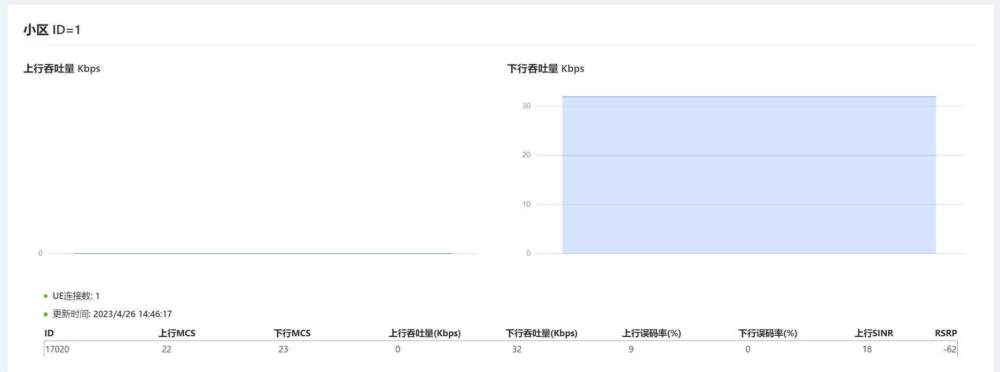 小区 ID=1
上行吞吐量 Kbps
0
下行吞吐量 Kbps
30
20
10
0
UE连接数: 1
更新时间: 2023/4/26 14:46:17
ID 上行MCS 下行MCS 上行吞吐量(Kbps) 下行吞吐量(Kbps) 上行误码率(%) 下行误码率(%) 上行SINR RSRP
17020 22 23 0 32 9 0 18 -62